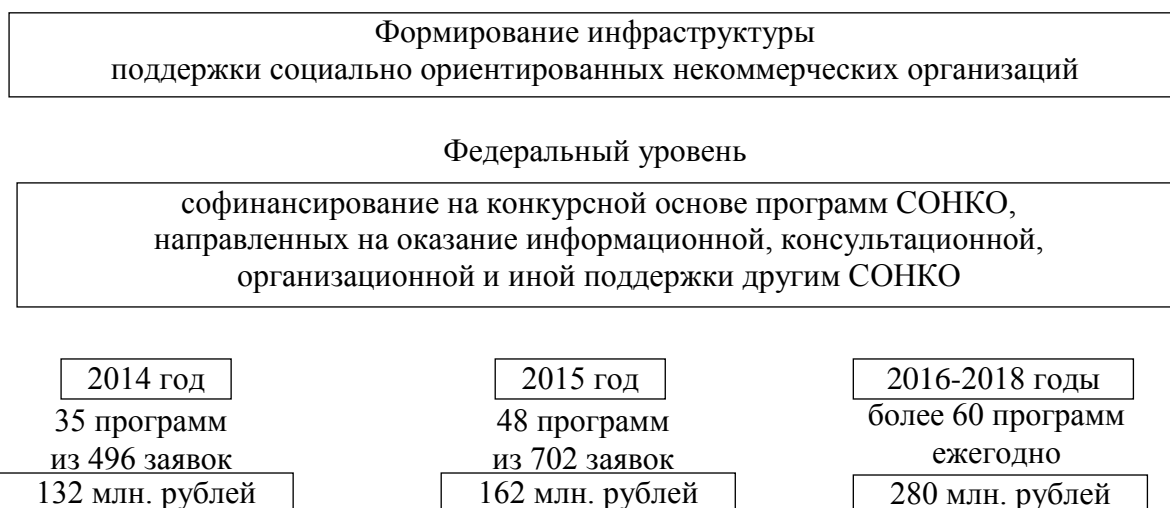 Формирование инфраструктуры
поддержки социально ориентированных некоммерческих организаций
Федеральный уровень
софинансирование на конкурсной основе программ СОНКО,
направленных на оказание информационной, консультационной,
организационной и иной поддержки другим СОНКО
2014 год
35 программ
из 496 заявок
132 млн. рублей
2015 год
48 программ
из 702 заявок
162 млн. рублей
2016-2018 годы
более 60 программ
ежегодно
280 млн. рублей